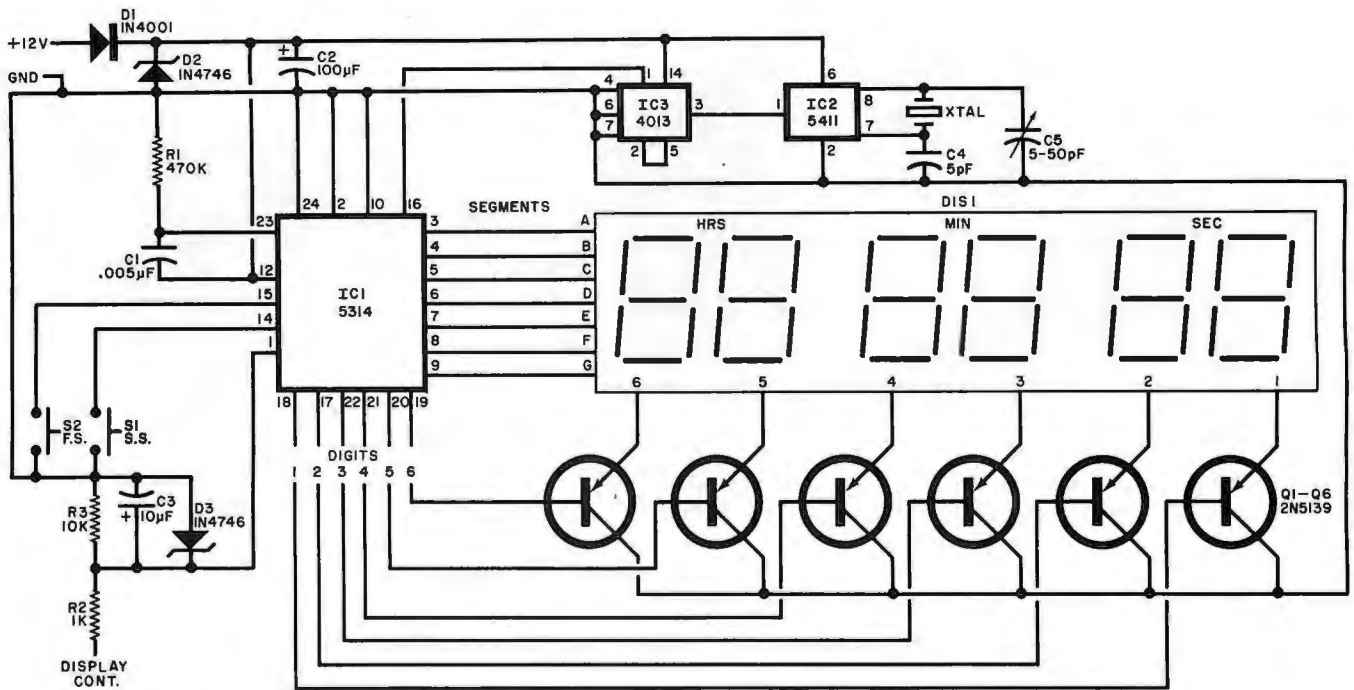 D1
1N4001
+12V
D2
1N4746
GND
+
C2
100µF
R1
470K
C1
.005µF
23
12
15
14
1
24
2
10
16
IC1
5314
3
4
5
6
7
8
9
SEGMENTS
A
B
C
D
E
F
G
4
6
7
1
14
IC3
4013
3
2
5
1
6
IC2
5411
8
7
2
XTAL
C4
5pF
C5
5-50pF
DIS1
HRS
MIN
SEC
6
5
4
3
2
1
18
17
22
21
20
19
DIGITS
1
2
3
4
5
6
S2
F.S.
S1
S.S.
R3
10K
C3
+
10µF
D3
1N4746
R2
1K
DISPLAY
CONT.
Q1-Q6
2N5139